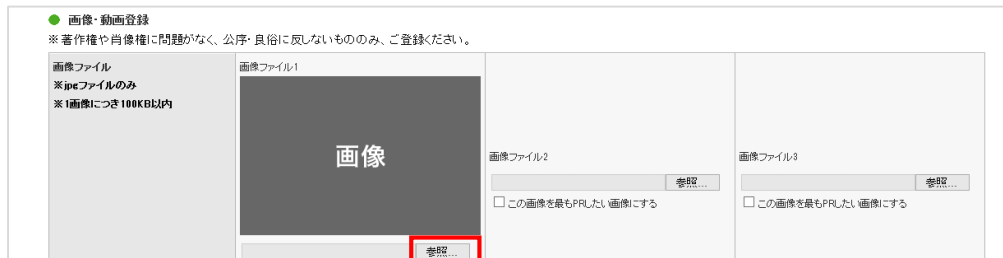 ● 画像・動画登録
※著作権や肖像権に問題がなく、公序・良俗に反しないもののみ、ご登録ください。
画像ファイル
※jpgファイルのみ
※1画像につき100KB以内
画像ファイル1
画像
参照...
画像ファイル2
参照...
この画像を最もPRしたい画像にする
画像ファイル3
参照...
この画像を最もPRしたい画像にする